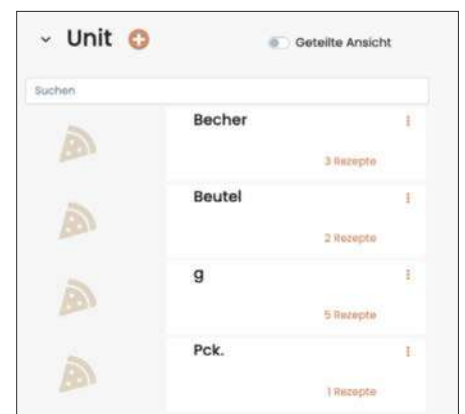 Unit
Geteilte Ansicht
Suchen
Becher
3 Rezepte
Beutel
2 Rezepte
g
5 Rezepte
Pck.
1 Rezepte